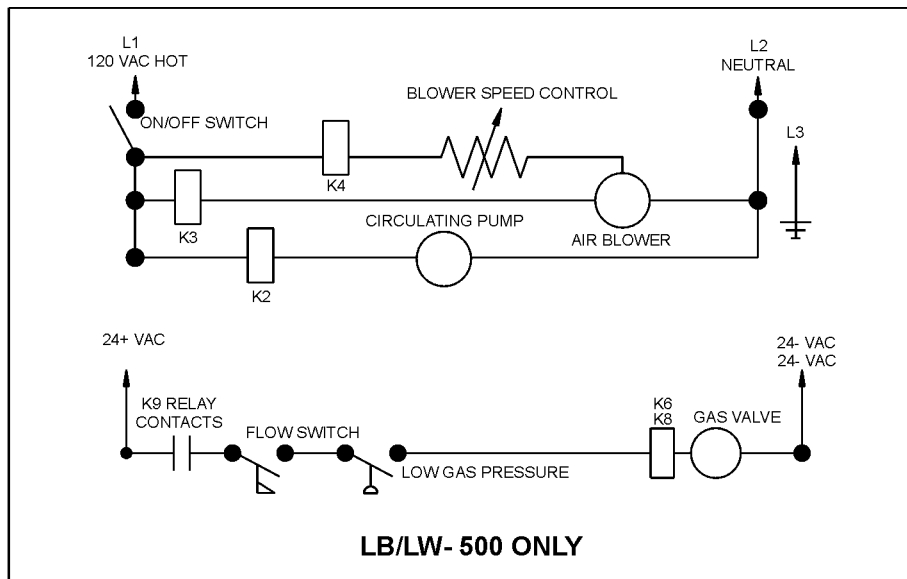 L1
120 VAC HOT
L2
NEUTRAL
BLOWER SPEED CONTROL
ON/OFF SWITCH
L3
K4
CIRCULATING PUMP
K3
AIR BLOWER
K2
24+ VAC
24- VAC
24- VAC
K9 RELAY
CONTACTS
K6
K8
GAS VALVE
FLOW SWITCH
LOW GAS PRESSURE
LB/LW- 500 ONLY